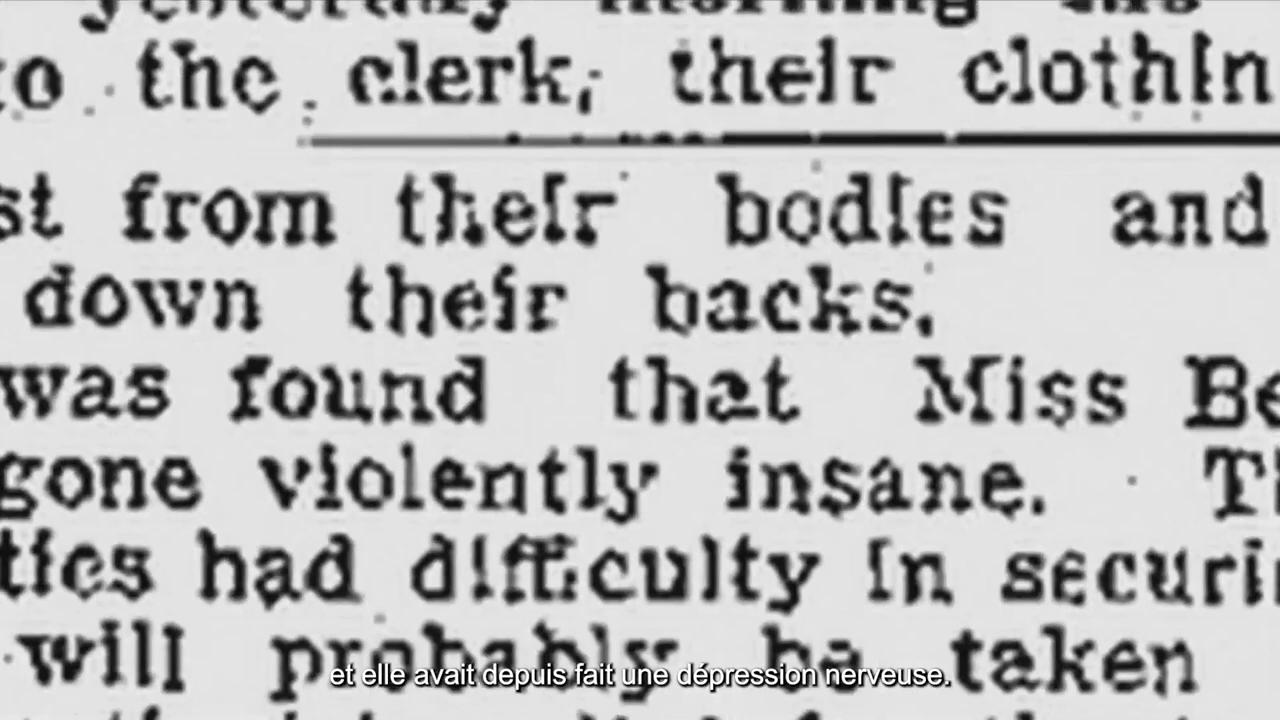 yesterday morning
to the clerk, their clothin
st from their bodies and
down their backs.
was found that Miss Be
gone violently insane. Th
ties had difficulty in securi
will probably be taken
et elle avait depuis fait une dépression nerveuse.